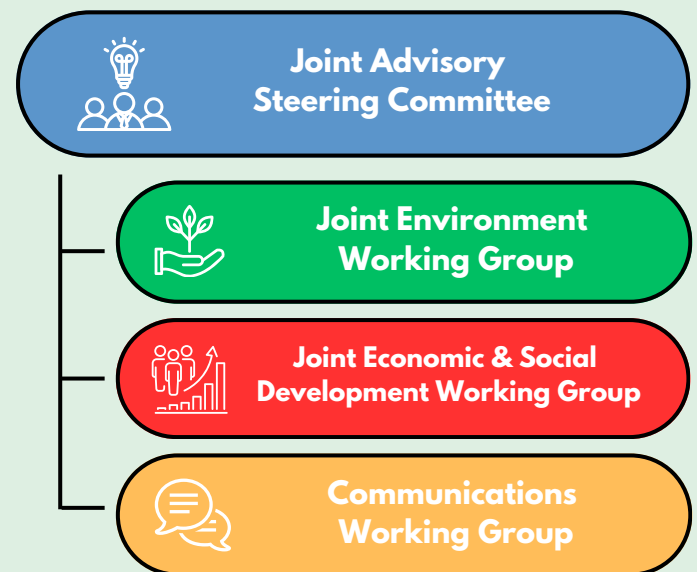 Joint Advisory
Steering Committee
Joint Environment
Working Group
Joint Economic & Social
Development Working Group
Communications
Working Group